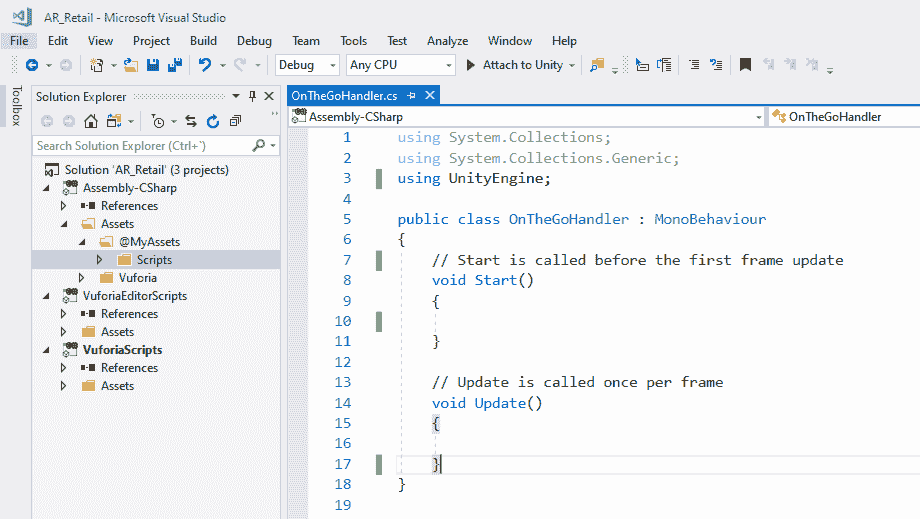 AR_Retail - Microsoft Visual Studio
File Edit View Project Build Debug Team Tools Test Analyze Window Help
Debug Any CPU Attach to Unity
Toolbox
Solution Explorer
Search Solution Explorer (Ctrl+`)
Solution 'AR_Retail' (3 projects)
Assembly-CSharp
References
Assets
@MyAssets
Scripts
Vuforia
VuforiaEditorScripts
References
Assets
VuforiaScripts
References
Assets
OnTheGoHandler.cs
Assembly-CSharp OnTheGoHandler
1 using System.Collections;
2 using System.Collections.Generic;
3 using UnityEngine;
4
5 public class OnTheGoHandler : MonoBehaviour
6 {
7 // Start is called before the first frame update
8 void Start()
9 {
10
11 }
12
13 // Update is called once per frame
14 void Update()
15 {
16
17 }
18 }
19